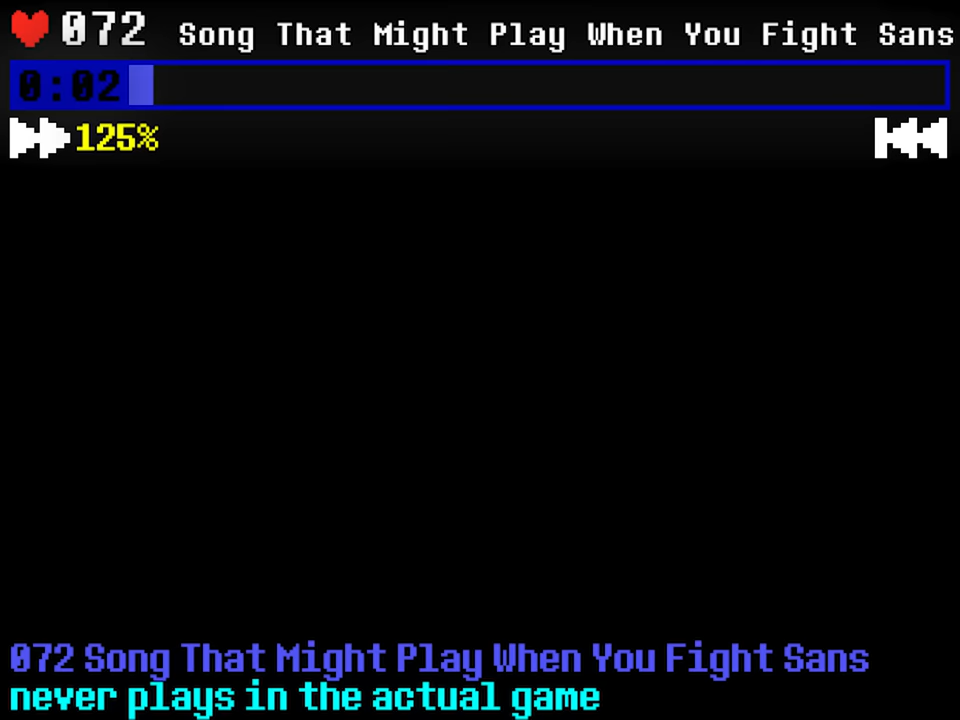 072 Song That Might Play When You Fight Sans
0:02
125%
072 Song That Might Play When You Fight Sans
never plays in the actual game